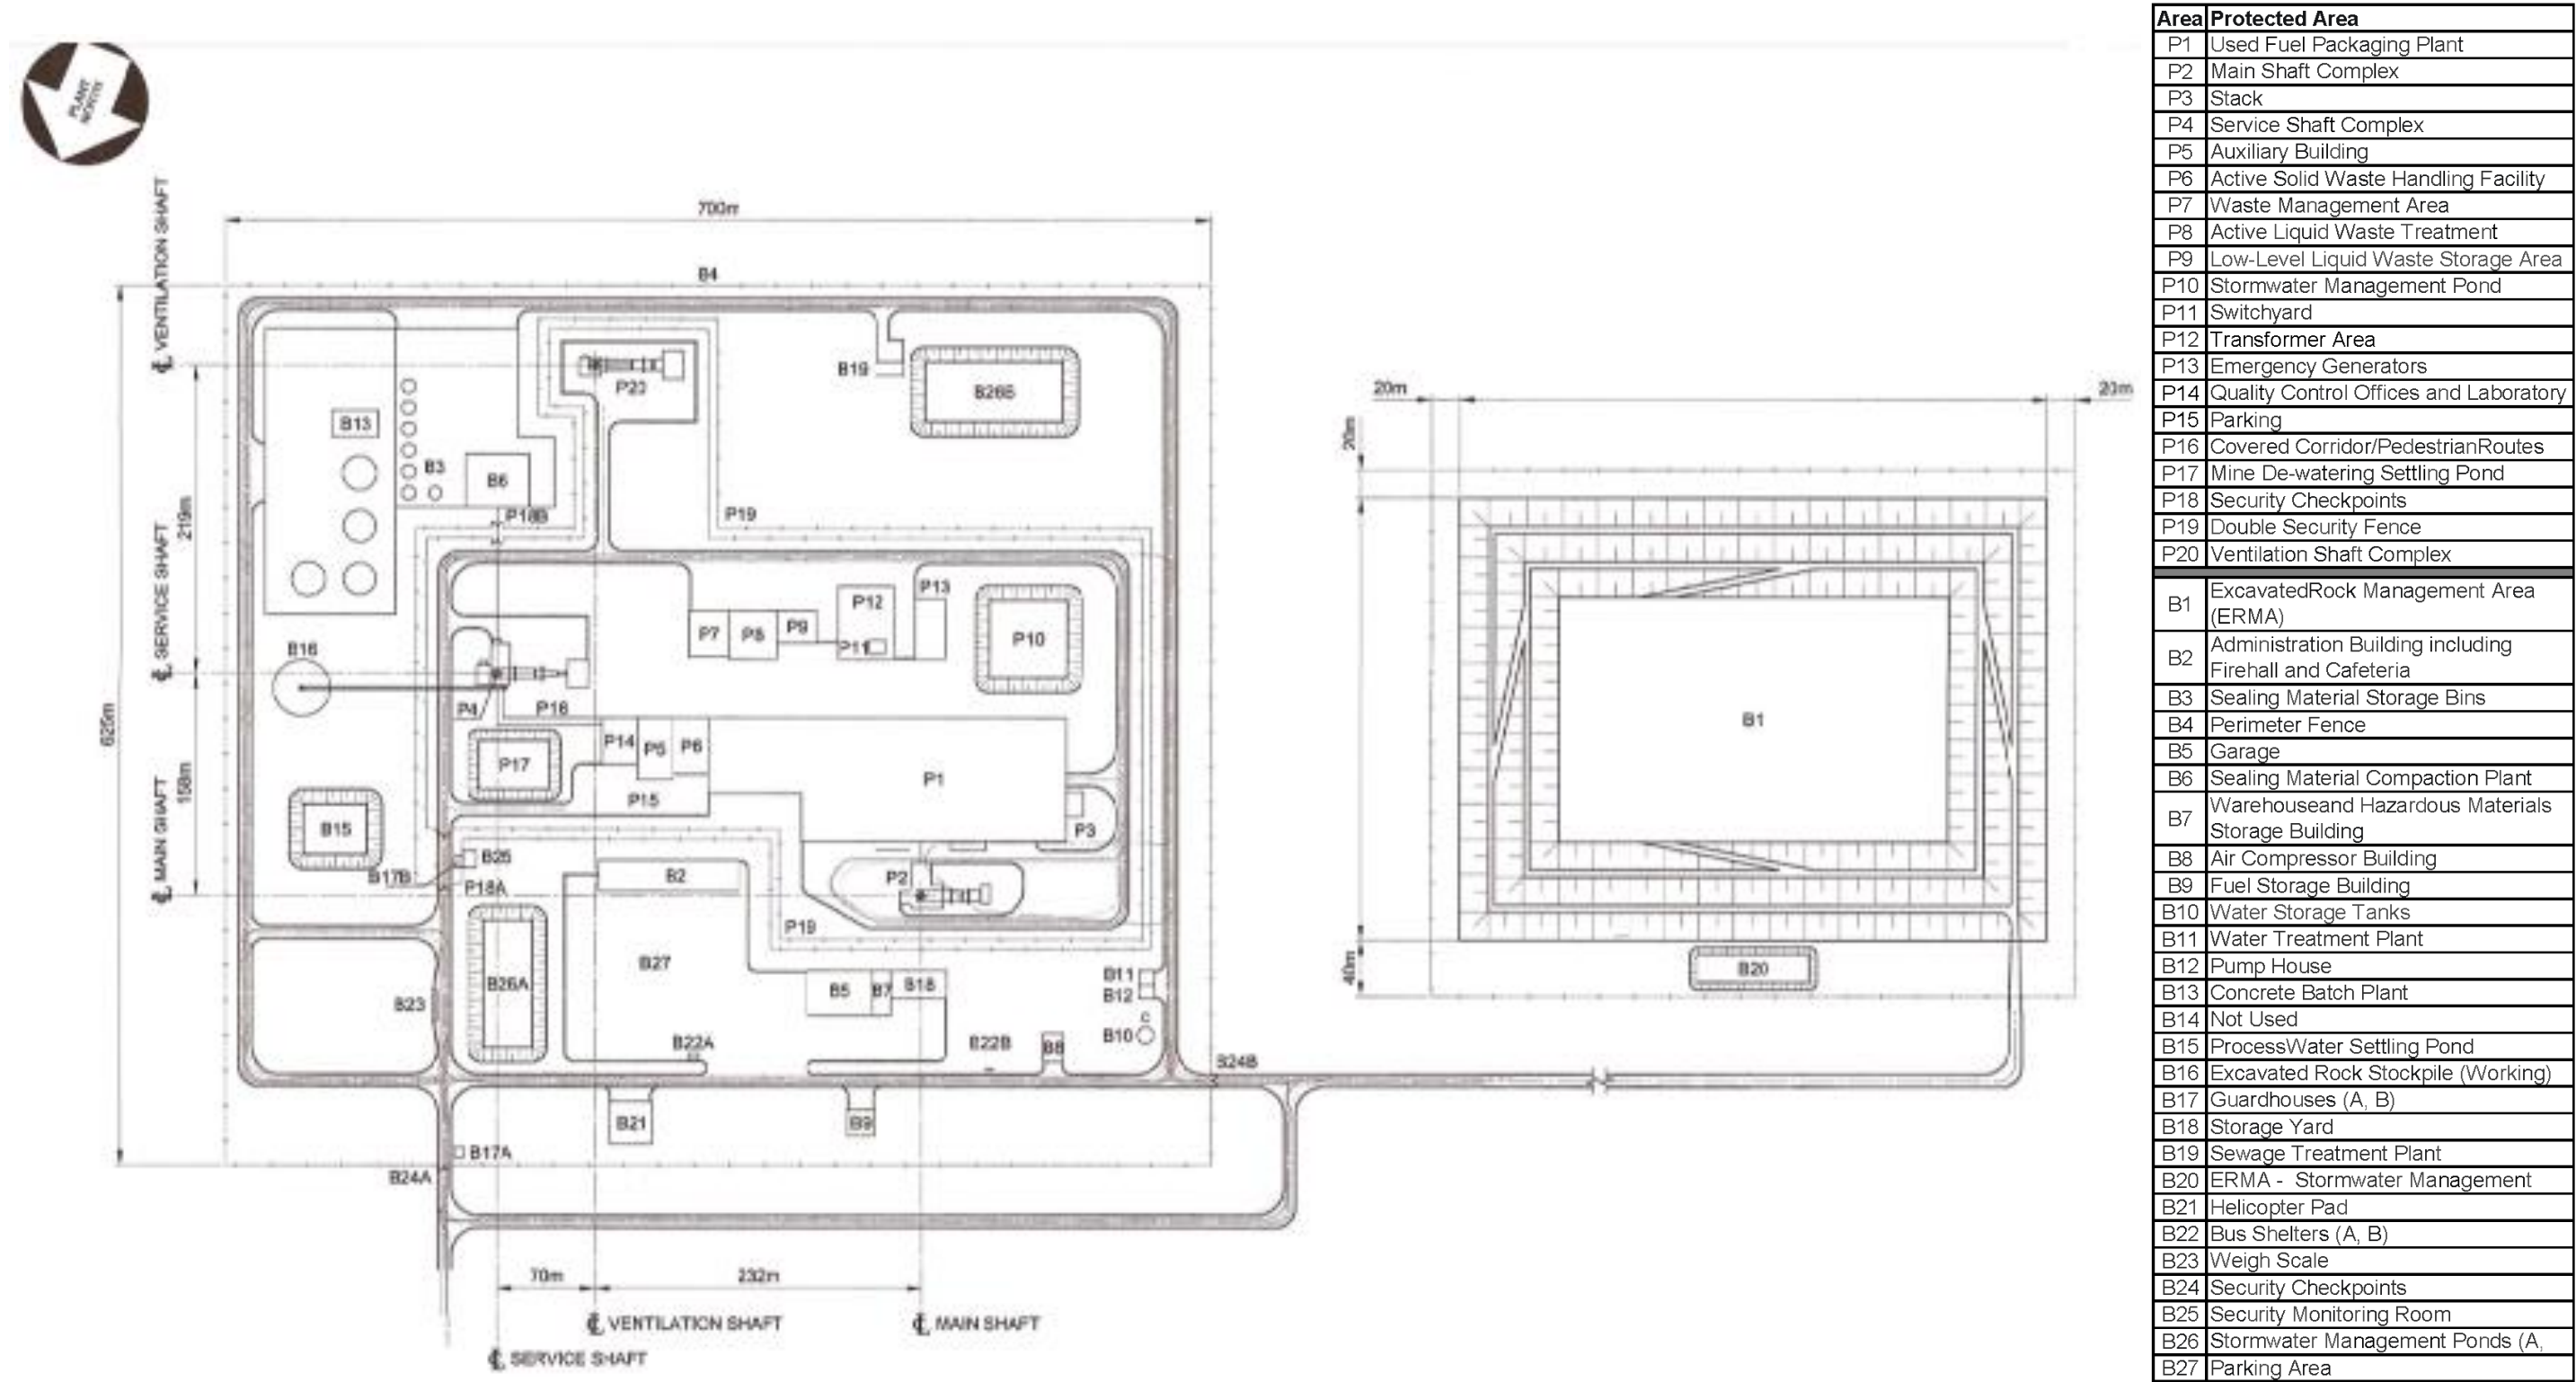 PLANT
NORTH
700m
B4
℄ VENTILATION SHAFT
B19
B26B
P20
B13
B3
B6
P18B
P19
219m
℄ SERVICE SHAFT
625m
B16
P7
P8
P9
P12
P11
P13
P10
P4
P16
P17
P14
P5
P6
P15
P1
P3
158m
℄ MAIN SHAFT
B15
B17B
B25
P18A
B2
P2
P19
B26A
B27
B23
B5
B7
B18
B11
B12
B10
B22A
B22B
B8
B24B
B21
B9
B17A
B24A
70m
232m
℄ VENTILATION SHAFT
℄ MAIN SHAFT
℄ SERVICE SHAFT
20m
20m
20m
B1
40m
B20
Area Protected Area
P1 Used Fuel Packaging Plant
P2 Main Shaft Complex
P3 Stack
P4 Service Shaft Complex
P5 Auxiliary Building
P6 Active Solid Waste Handling Facility
P7 Waste Management Area
P8 Active Liquid Waste Treatment
P9 Low-Level Liquid Waste Storage Area
P10 Stormwater Management Pond
P11 Switchyard
P12 Transformer Area
P13 Emergency Generators
P14 Quality Control Offices and Laboratory
P15 Parking
P16 Covered Corridor/PedestrianRoutes
P17 Mine De-watering Settling Pond
P18 Security Checkpoints
P19 Double Security Fence
P20 Ventilation Shaft Complex
B1 ExcavatedRock Management Area
(ERMA)
B2 Administration Building including
Firehall and Cafeteria
B3 Sealing Material Storage Bins
B4 Perimeter Fence
B5 Garage
B6 Sealing Material Compaction Plant
B7 Warehouseand Hazardous Materials
Storage Building
B8 Air Compressor Building
B9 Fuel Storage Building
B10 Water Storage Tanks
B11 Water Treatment Plant
B12 Pump House
B13 Concrete Batch Plant
B14 Not Used
B15 ProcessWater Settling Pond
B16 Excavated Rock Stockpile (Working)
B17 Guardhouses (A, B)
B18 Storage Yard
B19 Sewage Treatment Plant
B20 ERMA - Stormwater Management
B21 Helicopter Pad
B22 Bus Shelters (A, B)
B23 Weigh Scale
B24 Security Checkpoints
B25 Security Monitoring Room
B26 Stormwater Management Ponds (A,
B27 Parking Area